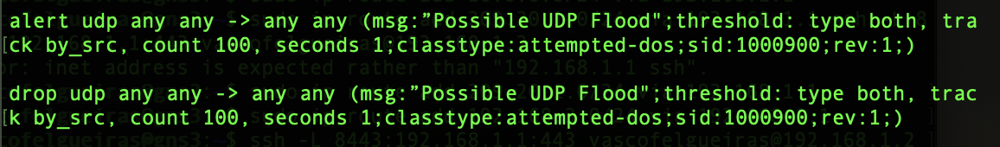 alert udp any any -> any any (msg:”Possible UDP Flood";threshold: type both, tra
[ck by_src, count 100, seconds 1;classtype:attempted-dos;sid:1000900;rev:1;)
or: inet address is expected rather than "192.168.1.1 ssh"
drop udp any any -> any any (msg:”Possible UDP Flood";threshold: type both, trac
[k by_src, count 100, seconds 1;classtype:attempted-dos;sid:1000900;rev:1;)
$ ssh -L 8443:192.168.1.1:443 vascofelgueiras@192.168.1.2 ]